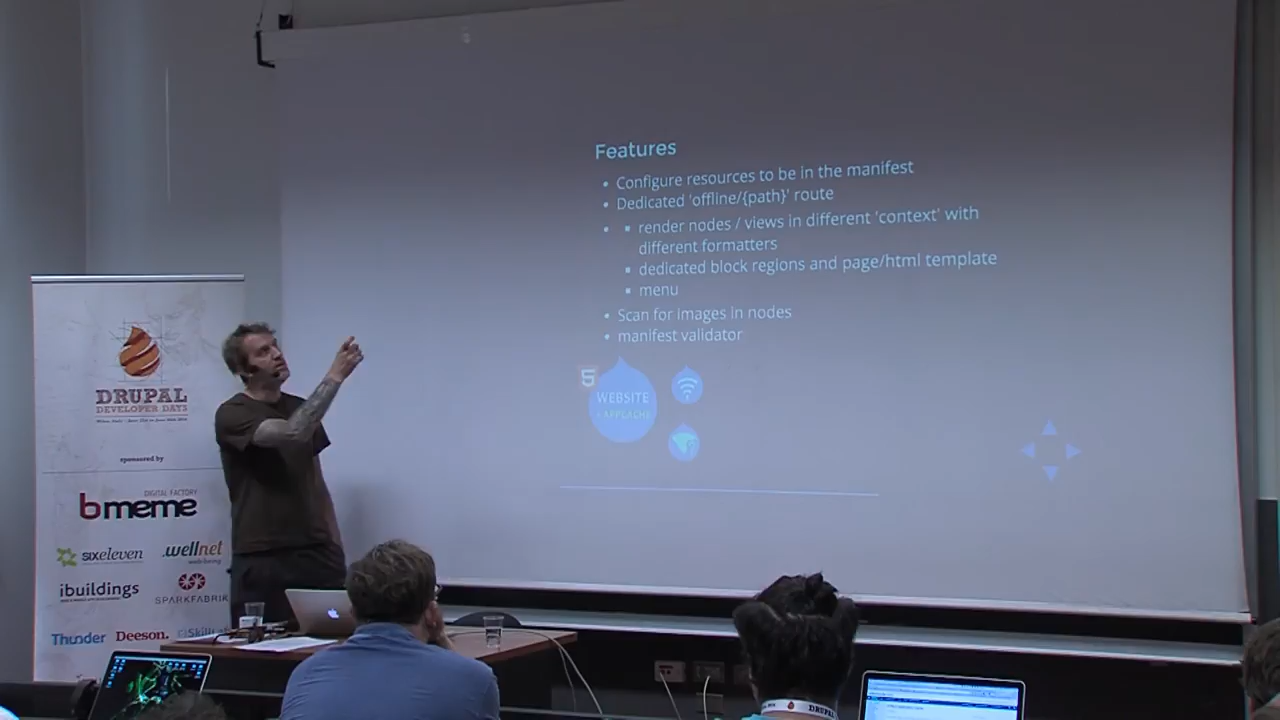 Features
Configure resources to be in the manifest
Dedicated 'offline/{path}' route
render nodes / views in different 'context' with
different formatters
dedicated block regions and page/html template
menu
Scan for images in nodes
manifest validator
WEBSITE
+ APPCACHE
DRUPAL
DEVELOPER DAYS
sponsored by
DIGITAL FACTORY
bmeme
sixeleven
.wellnet
ibuildings
SPARKFABRIK
Thunder
Deeson.
DRUPAL